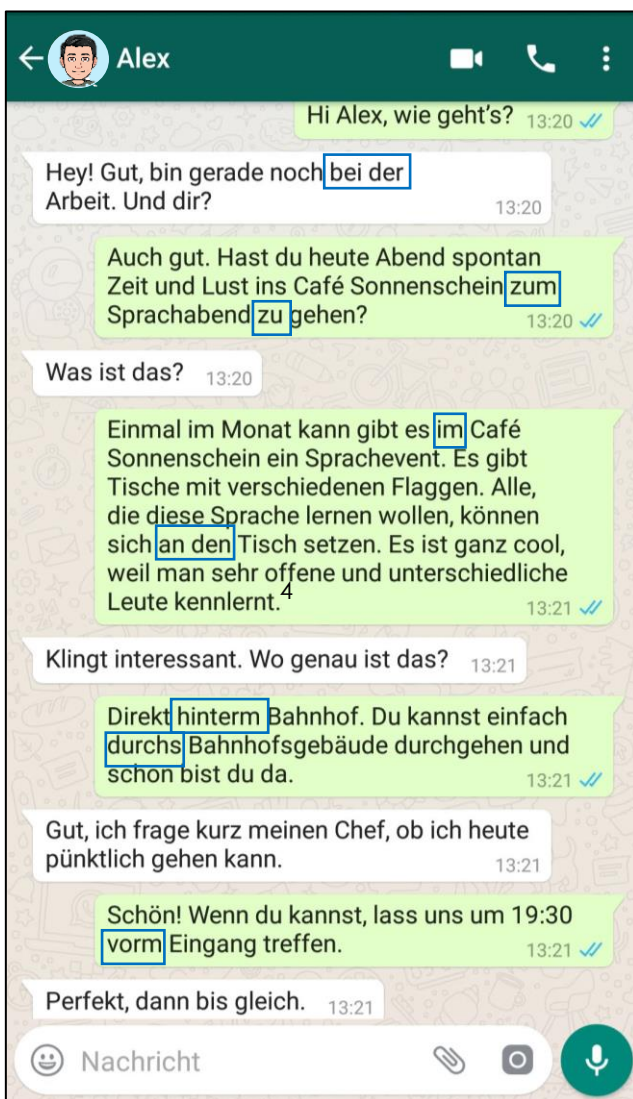 Alex
Hi Alex, wie geht's? 13:20
Hey! Gut, bin gerade noch bei der
Arbeit. Und dir? 13:20
Auch gut. Hast du heute Abend spontan
Zeit und Lust ins Café Sonnenschein zum
Sprachabend zu gehen? 13:20
Was ist das? 13:20
Einmal im Monat kann gibt es im Café
Sonnenschein ein Sprachevent. Es gibt
Tische mit verschiedenen Flaggen. Alle,
die diese Sprache lernen wollen, können
sich an den Tisch setzen. Es ist ganz cool,
weil man sehr offene und unterschiedliche
Leute kennlernt.4 13:21
Klingt interessant. Wo genau ist das? 13:21
Direkt hinterm Bahnhof. Du kannst einfach
durchs Bahnhofsgebäude durchgehen und
schon bist du da. 13:21
Gut, ich frage kurz meinen Chef, ob ich heute
pünktlich gehen kann. 13:21
Schön! Wenn du kannst, lass uns um 19:30
vorm Eingang treffen. 13:21
Perfekt, dann bis gleich. 13:21
Nachricht